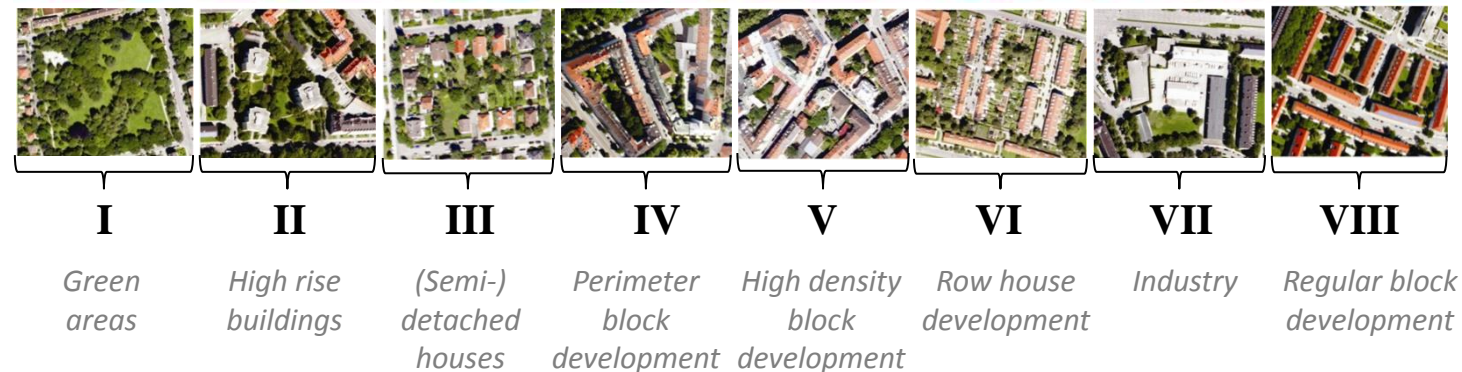 I II III IV V VI VII VIII
Green High rise (Semi-) Perimeter High density Row house Industry Regular block
areas buildings detached block block development development
houses development development